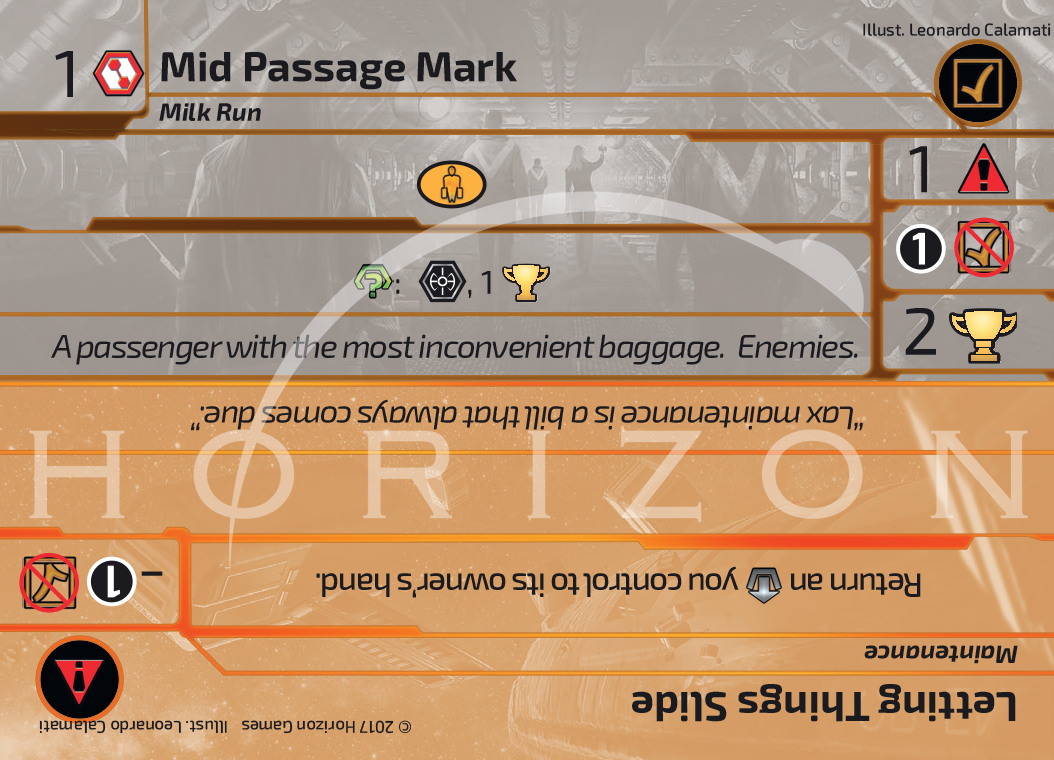 Illust. Leonardo Calamati
1 Mid Passage Mark
Milk Run
1
1
: , 1
2
A passenger with the most inconvenient baggage. Enemies.
"Lax maintenance is a bill that always comes due."
HORIZON
Return an you control to its owner's hand.
–1
Maintenance
Letting Things Slide
© 2017 Horizon Games Illust. Leonardo Calamati